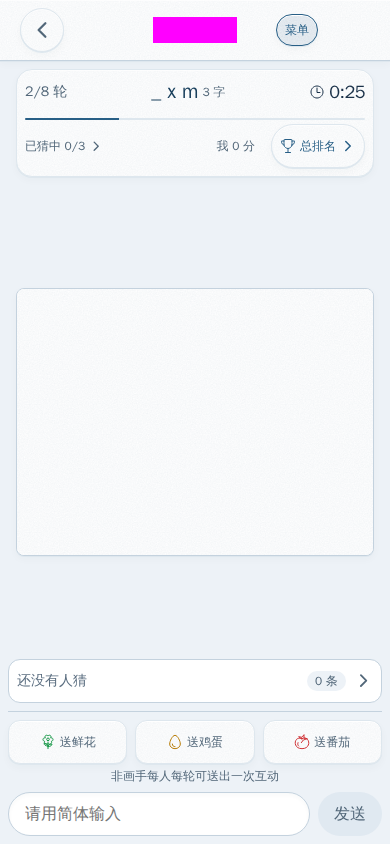 菜单
2/8 轮
_ x m 3 字
0:25
已猜中 0/3
我 0 分
总排名
还没有人猜
0 条
送鲜花
送鸡蛋
送番茄
非画手每人每轮可送出一次互动
请用简体输入
发送